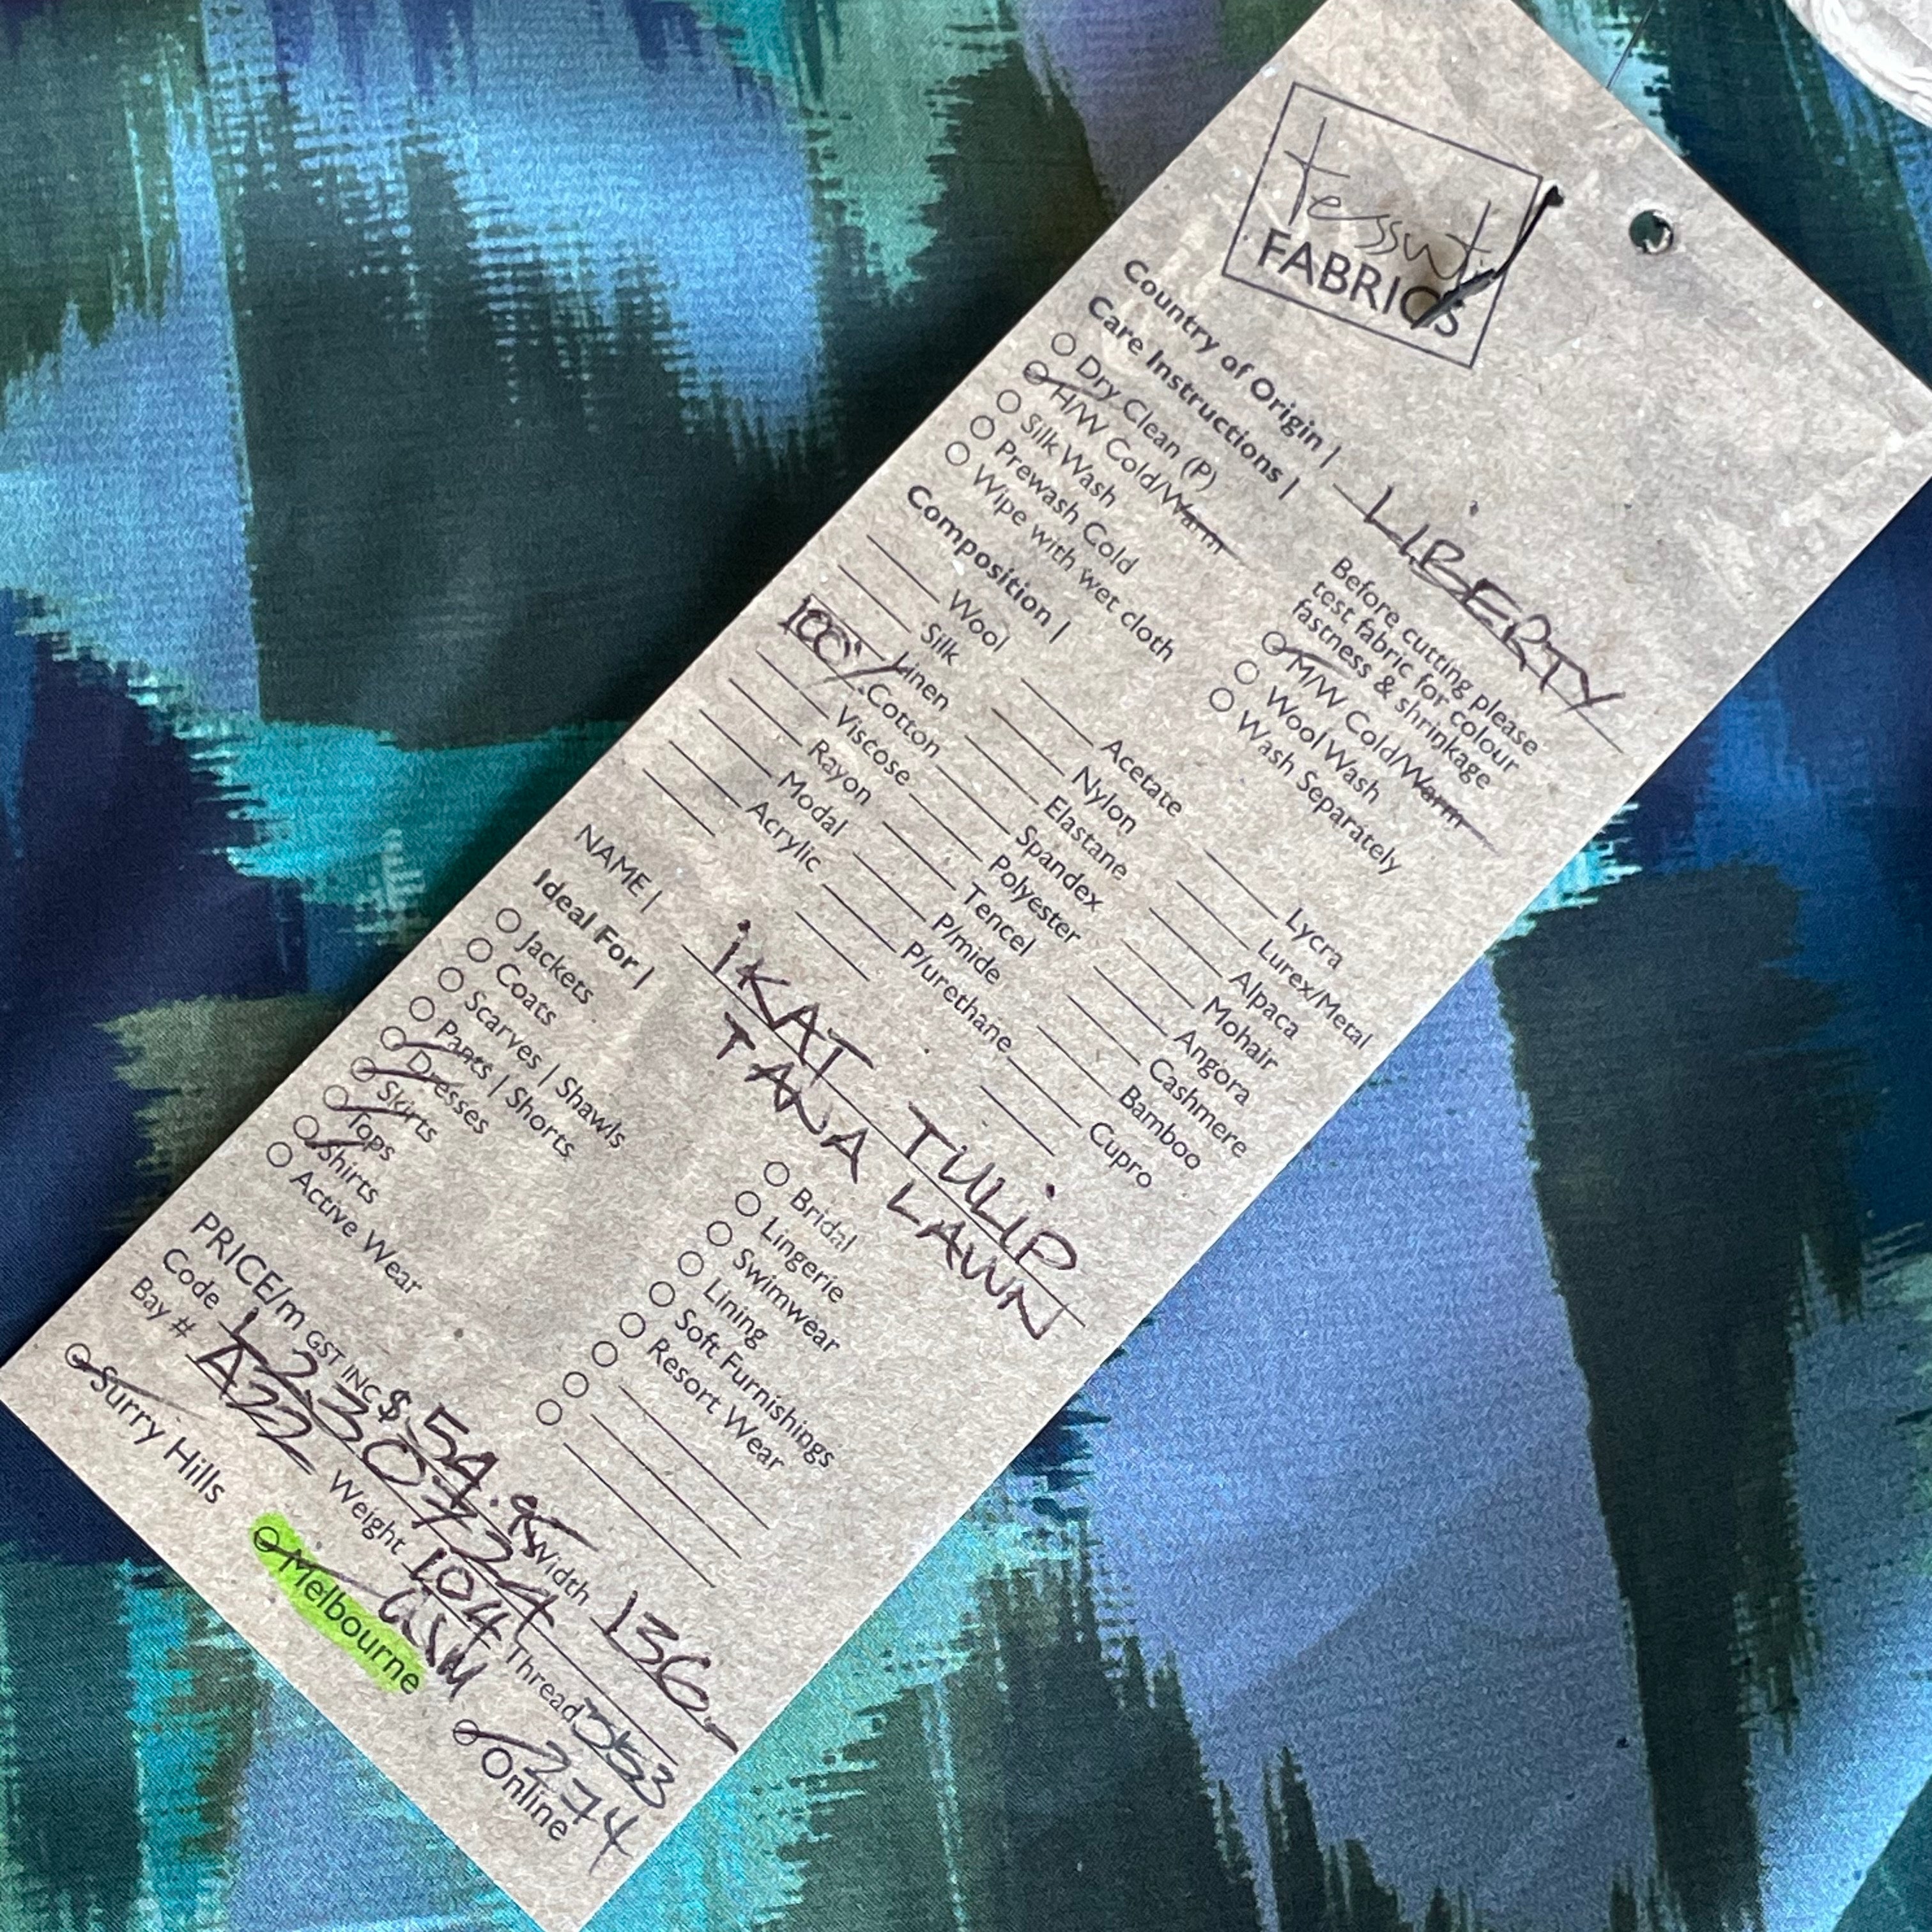 tessuti
FABRICS
Country of Origin | LIBERTY
Care Instructions |
Before cutting please
test fabric for colour
fastness & shrinkage
Dry Clean (P)
H/W Cold/Warm
Silk Wash
Prewash Cold
Wipe with wet cloth
M/W Cold/Warm
Wool Wash
Wash Separately
Composition |
Wool
Silk
Linen
100% Cotton
Viscose
Rayon
Modal
Acrylic
Acetate
Nylon
Elastane
Spandex
Polyester
Tencel
P/mide
P/urethane
Lycra
Lurex/Metal
Alpaca
Mohair
Angora
Cashmere
Bamboo
Cupro
NAME | iKAT TULiP
TANA LAWN
Ideal For |
Jackets
Coats
Scarves | Shawls
Pants | Shorts
Dresses
Skirts
Tops
Shirts
Active Wear
Bridal
Lingerie
Swimwear
Lining
Soft Furnishings
Resort Wear
PRICE/m GST INC $54.95 Width 136
Code 12230724
Bay # A22 Weight 104 GSM Thread 353
274
Surry Hills Melbourne Online